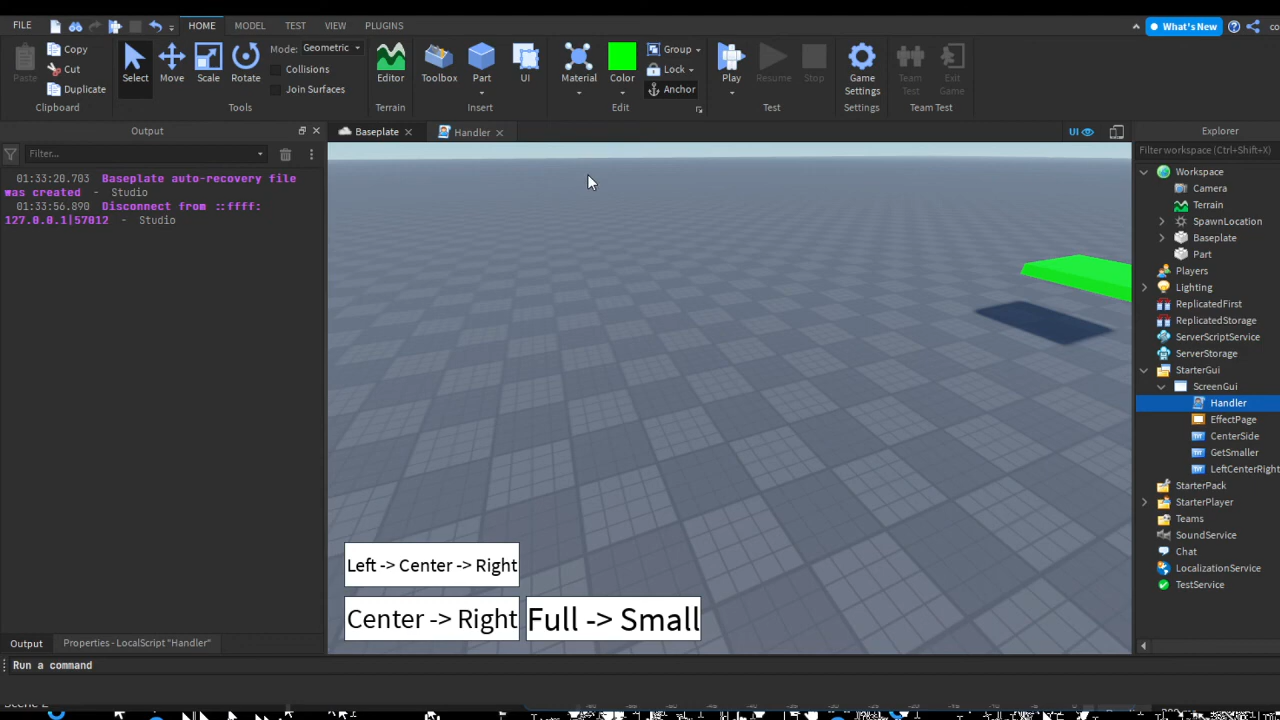 FILE HOME MODEL TEST VIEW PLUGINS What's New
Paste Copy Cut Duplicate Clipboard
Select Move Scale Rotate Mode: Geometric Collisions Join Surfaces Tools
Editor Terrain
Toolbox Part UI Insert
Material Color Group Lock Anchor Edit
Play Resume Stop Test
Game Settings Settings
Team Test Exit Game Team Test
Output Baseplate Handler UI Explorer
Filter... Filter workspace (Ctrl+Shift+X)
01:33:20.703 Baseplate auto-recovery file
was created - Studio
01:33:56.890 Disconnect from ::ffff:
127.0.0.1|57012 - Studio
Workspace
Camera
Terrain
SpawnLocation
Baseplate
Part
Players
Lighting
ReplicatedFirst
ReplicatedStorage
ServerScriptService
ServerStorage
StarterGui
ScreenGui
Handler
EffectPage
CenterSide
GetSmaller
LeftCenterRight
StarterPack
StarterPlayer
Teams
SoundService
Chat
LocalizationService
TestService
Left -> Center -> Right
Center -> Right Full -> Small
Output Properties - LocalScript "Handler"
Run a command